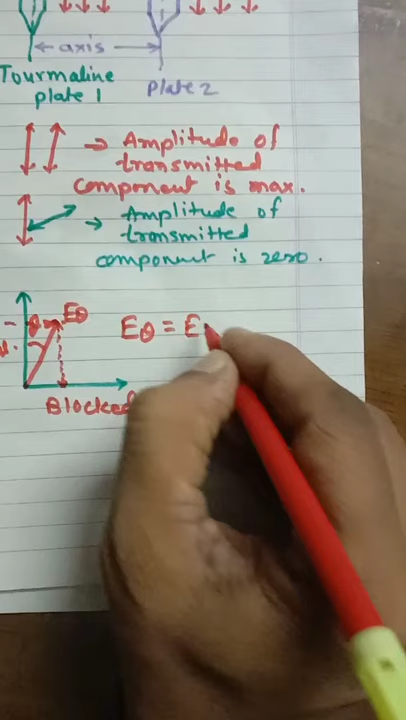 axis
Tourmaline
plate 1
Plate 2
→ Amplitude of
transmitted
component is max.
→ Amplitude of
transmitted
component is zero.
θ Eθ
Eθ = E
Blocked